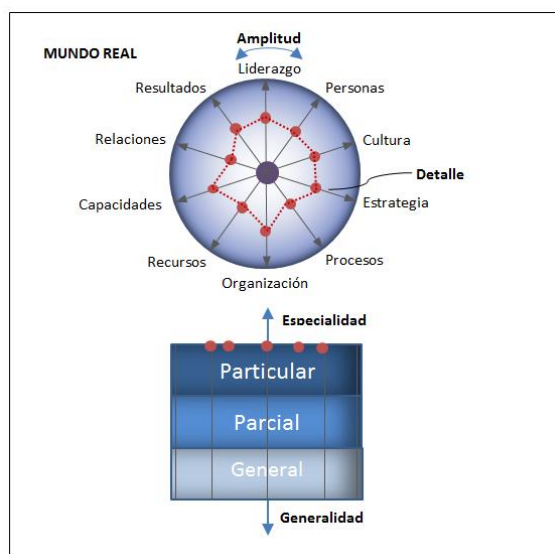 Amplitud
MUNDO REAL
Liderazgo
Resultados
Personas
Relaciones
Cultura
Detalle
Capacidades
Estrategia
Recursos
Procesos
Organización
Especialidad
Particular
Parcial
General
Generalidad